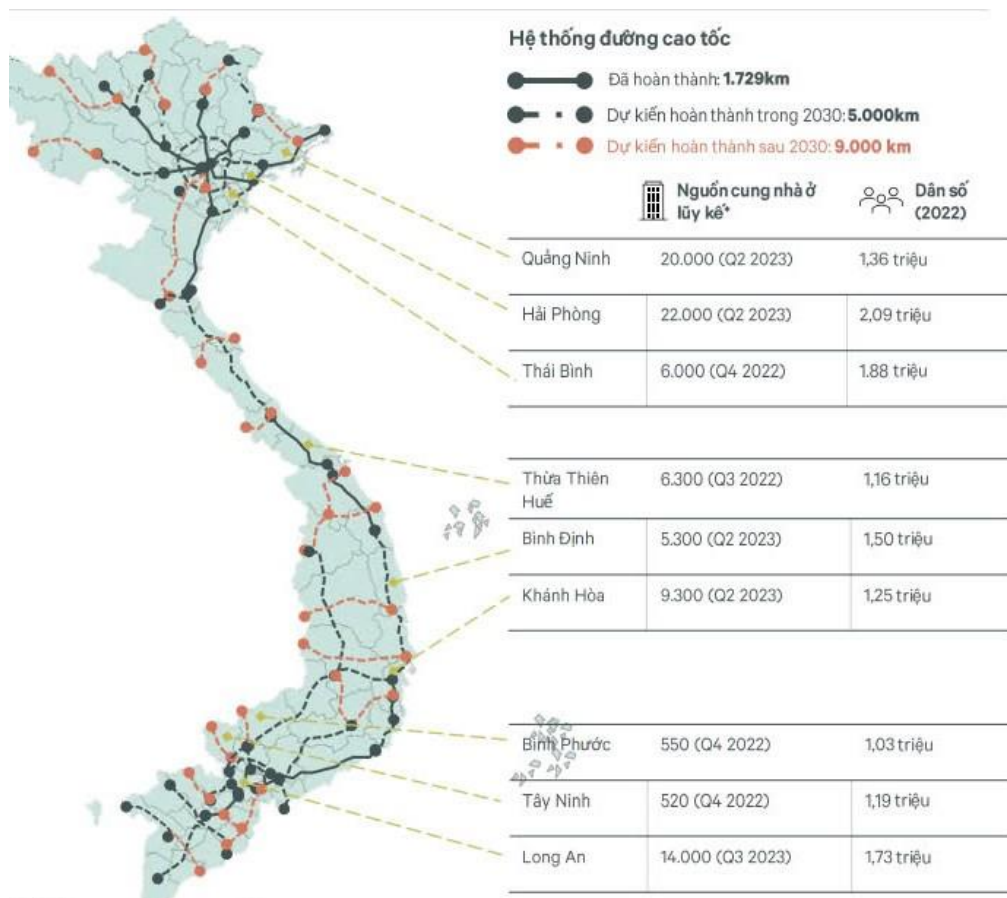 Hệ thống đường cao tốc
Đã hoàn thành: 1.729km
Dự kiến hoàn thành trong 2030: 5.000km
Dự kiến hoàn thành sau 2030: 9.000 km
Nguồn cung nhà ở
lũy kế*
Dân số
(2022)
Quảng Ninh 20.000 (Q2 2023) 1,36 triệu
Hải Phòng 22.000 (Q2 2023) 2,09 triệu
Thái Bình 6.000 (Q4 2022) 1.88 triệu
Thừa Thiên
Huế
6.300 (Q3 2022) 1,16 triệu
Bình Định 5.300 (Q2 2023) 1,50 triệu
Khánh Hòa 9.300 (Q2 2023) 1,25 triệu
Bình Phước 550 (Q4 2022) 1,03 triệu
Tây Ninh 520 (Q4 2022) 1,19 triệu
Long An 14.000 (Q3 2023) 1,73 triệu